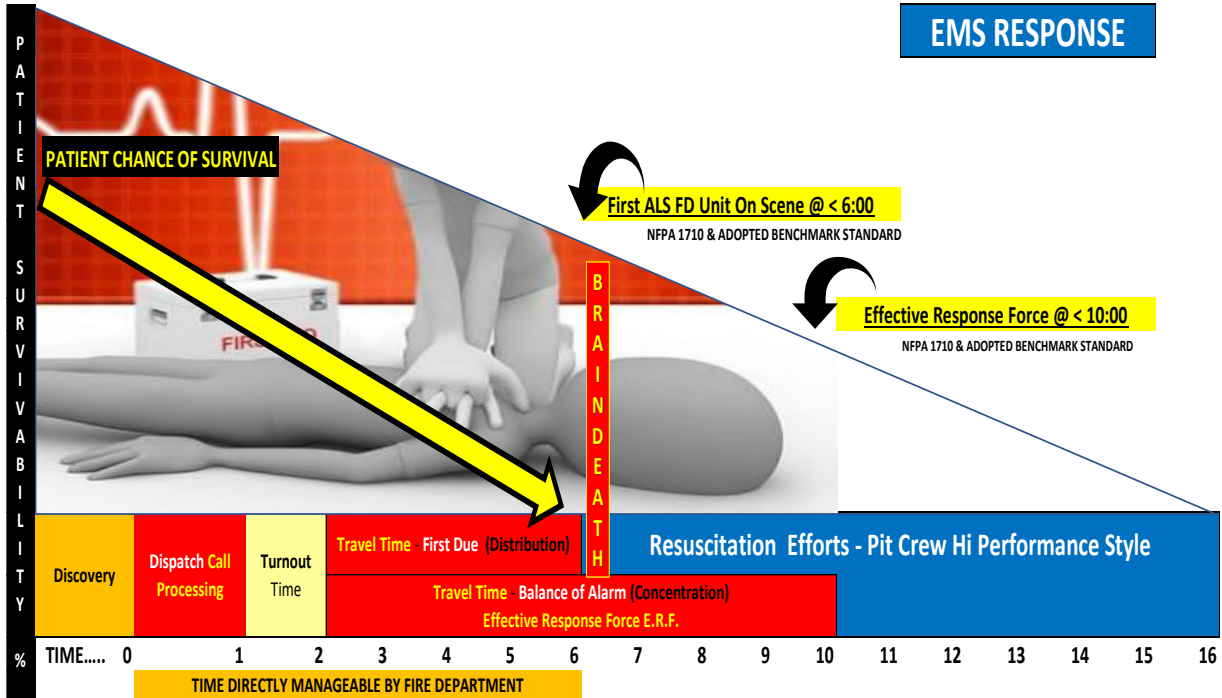 EMS RESPONSE
PATIENT SURVIVABILITY %
PATIENT CHANCE OF SURVIVAL
First ALS FD Unit On Scene @ < 6:00
NFPA 1710 & ADOPTED BENCHMARK STANDARD
Effective Response Force @ < 10:00
NFPA 1710 & ADOPTED BENCHMARK STANDARD
BRAINDEATH
Discovery
Dispatch Call
Processing
Turnout
Time
Travel Time - First Due (Distribution)
Resuscitation Efforts - Pit Crew Hi Performance Style
Travel Time - Balance of Alarm (Concentration)
Effective Response Force E.R.F.
TIME..... 0 1 2 3 4 5 6 7 8 9 10 11 12 13 14 15 16
TIME DIRECTLY MANAGEABLE BY FIRE DEPARTMENT